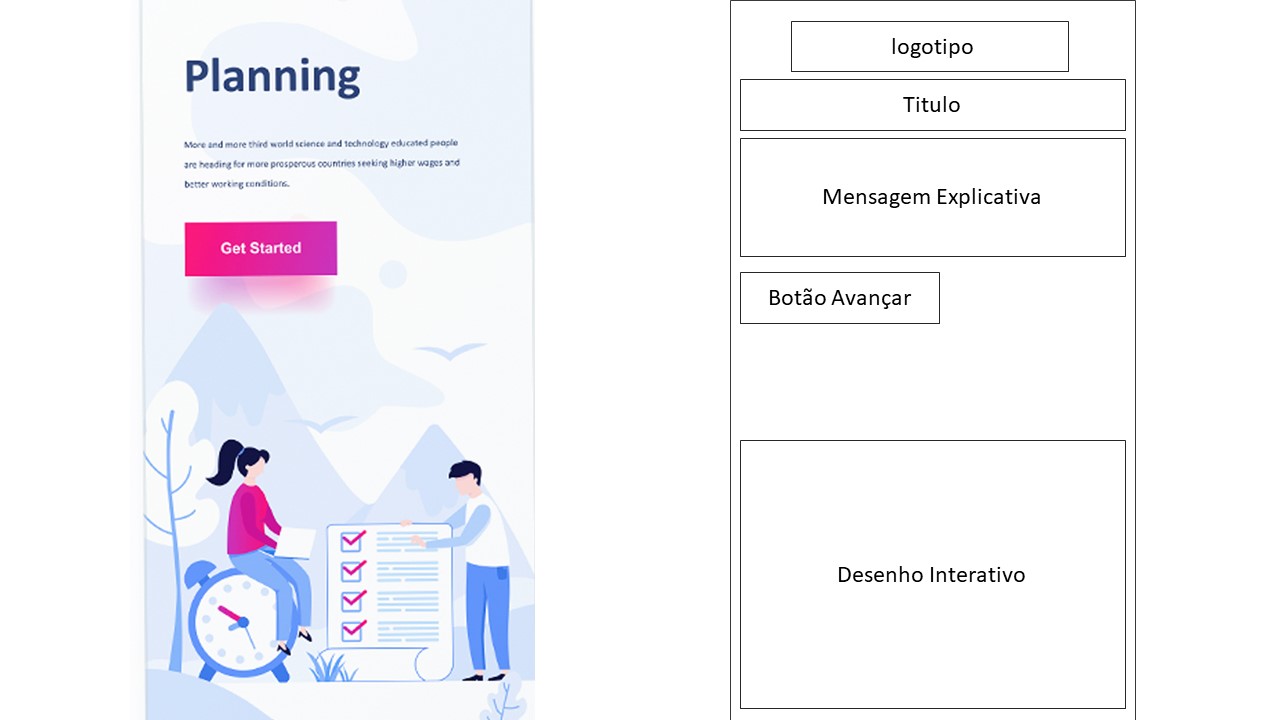 Planning
More and more third world science and technology educated people
are heading for more prosperous countries seeking higher wages and
better working conditions.
Get Started
logotipo
Titulo
Mensagem Explicativa
Botão Avançar
Desenho Interativo